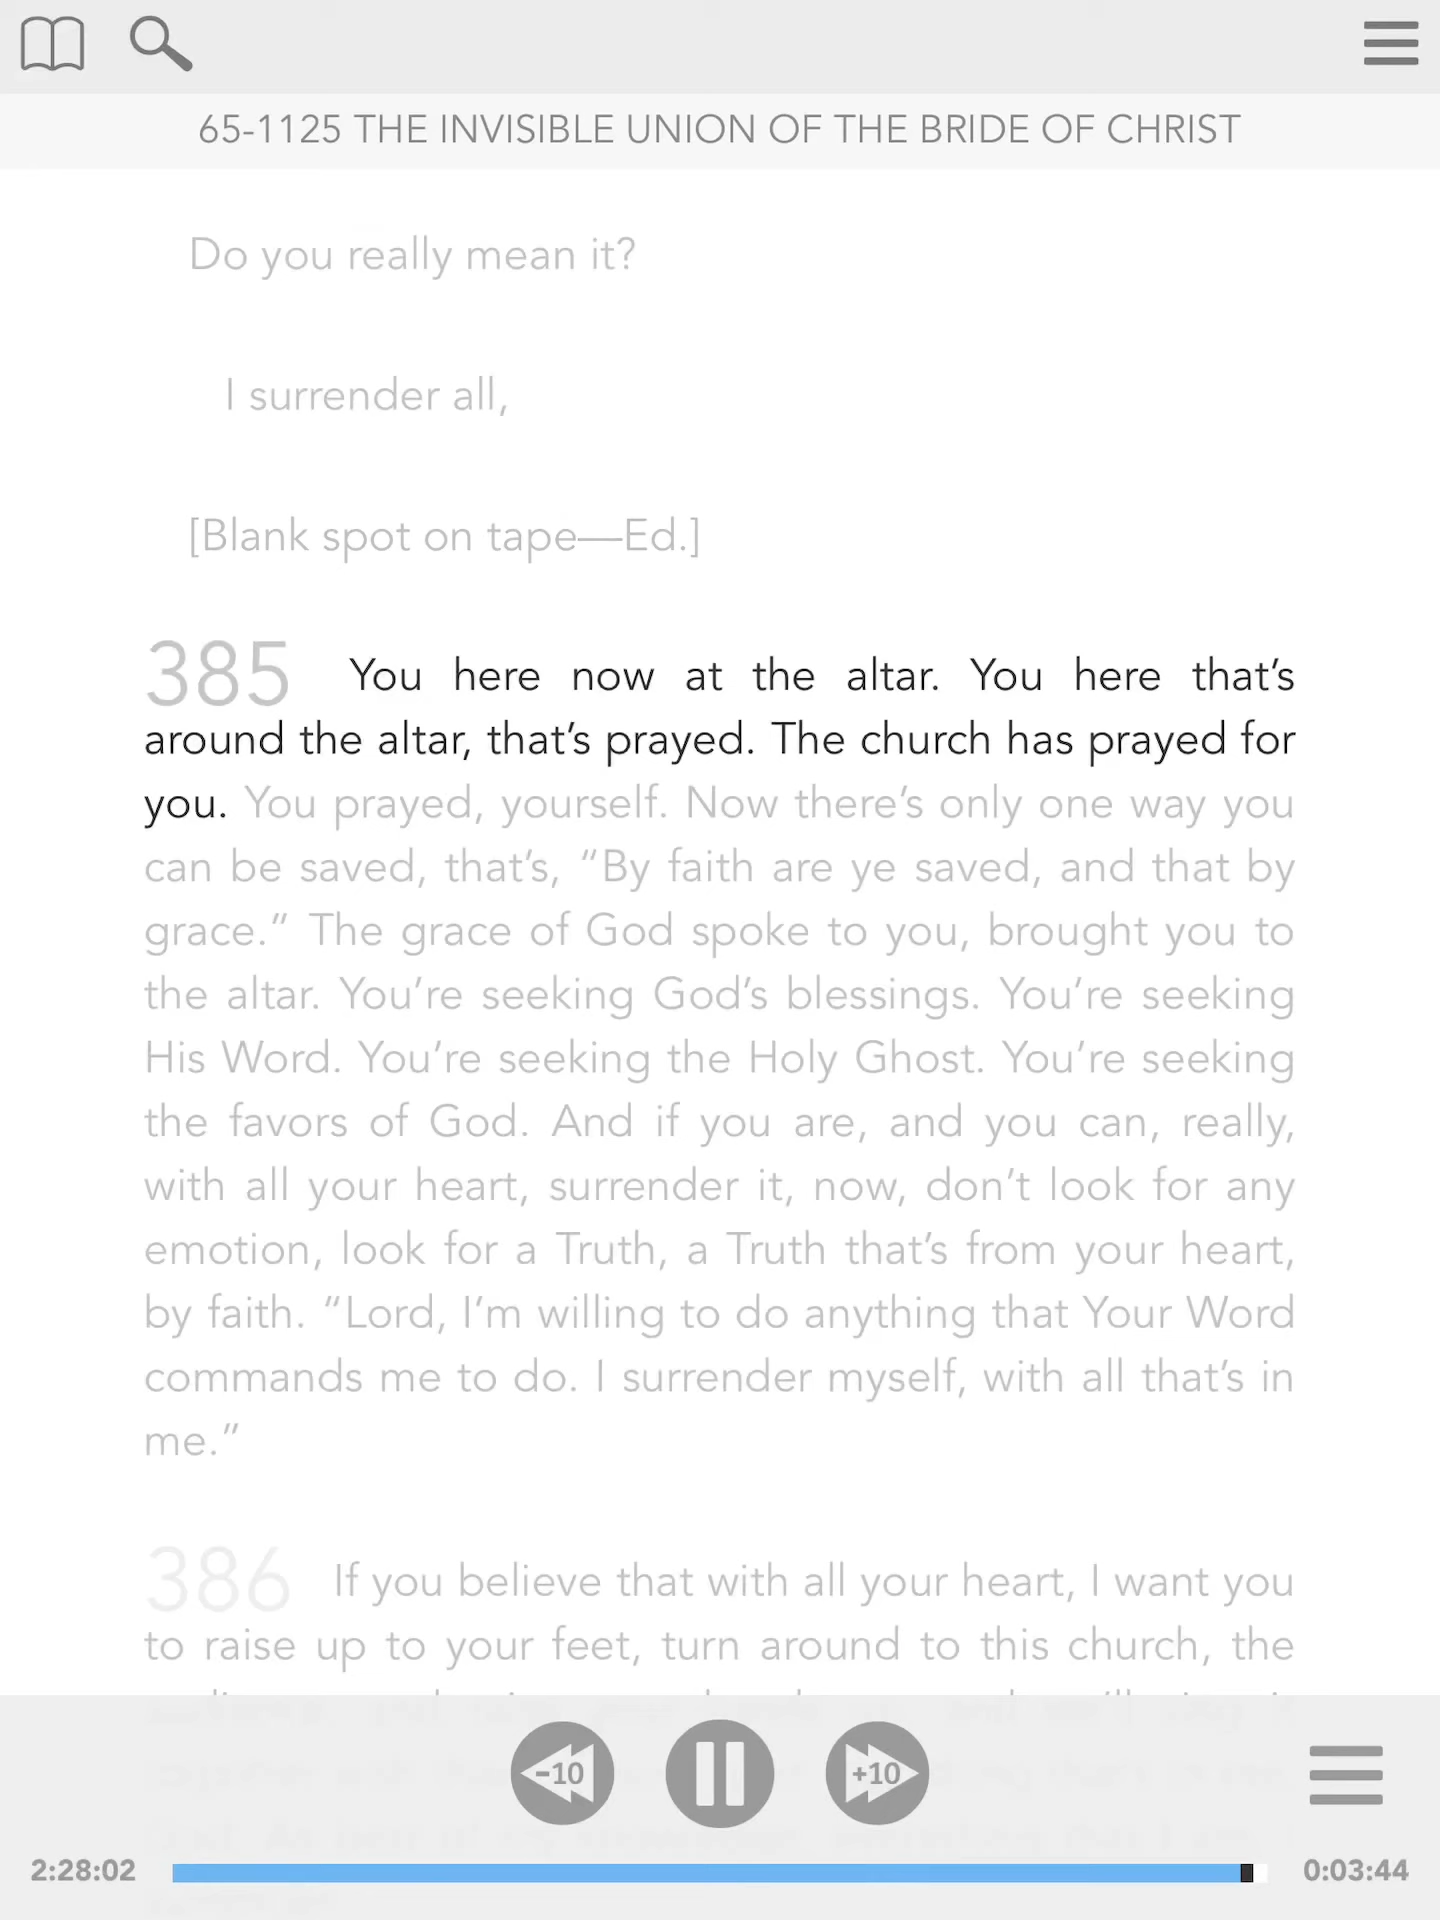 65-1125 THE INVISIBLE UNION OF THE BRIDE OF CHRIST
Do you really mean it?
I surrender all,
[Blank spot on tape—Ed.]
385 You here now at the altar. You here that’s
around the altar, that’s prayed. The church has prayed for
you. You prayed, yourself. Now there’s only one way you
can be saved, that’s, “By faith are ye saved, and that by
grace.” The grace of God spoke to you, brought you to
the altar. You’re seeking God’s blessings. You’re seeking
His Word. You’re seeking the Holy Ghost. You’re seeking
the favors of God. And if you are, and you can, really,
with all your heart, surrender it, now, don’t look for any
emotion, look for a Truth, a Truth that’s from your heart,
by faith. “Lord, I’m willing to do anything that Your Word
commands me to do. I surrender myself, with all that’s in
me.”
386 If you believe that with all your heart, I want you
to raise up to your feet, turn around to this church, the
-10 +10
2:28:02 0:03:44